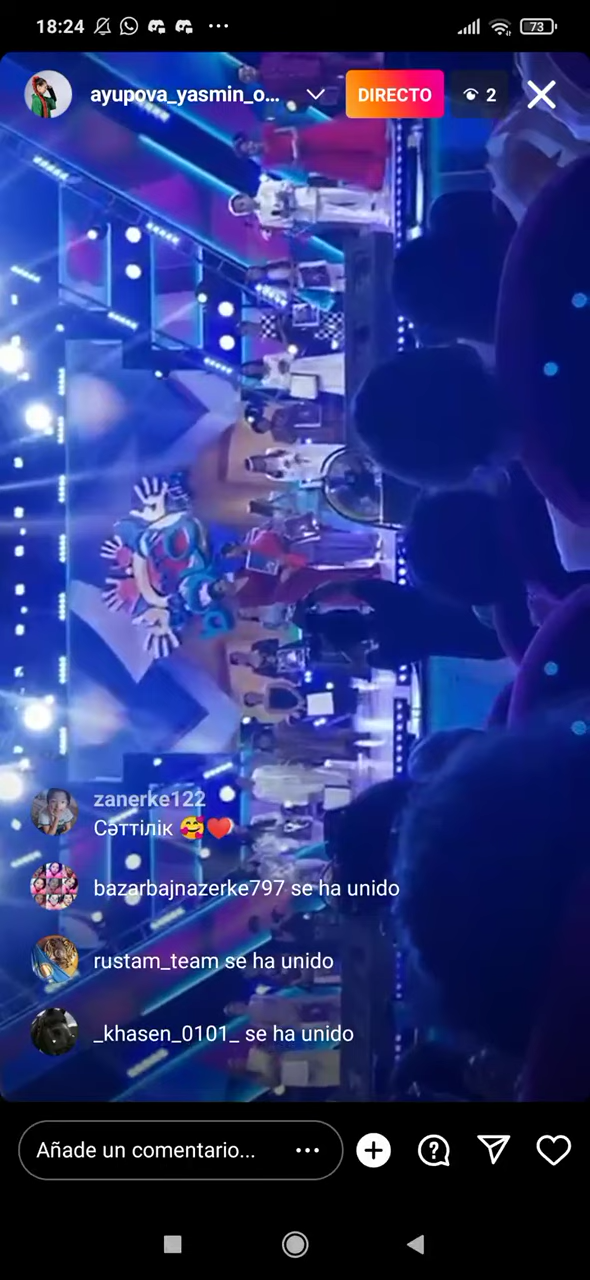 18:24
73
ayupova_yasmin_o...
DIRECTO
2
zanerke122
Сәттілік 🥰❤️
bazarbajnazerke797 se ha unido
rustam_team se ha unido
_khasen_0101_ se ha unido
Añade un comentario...